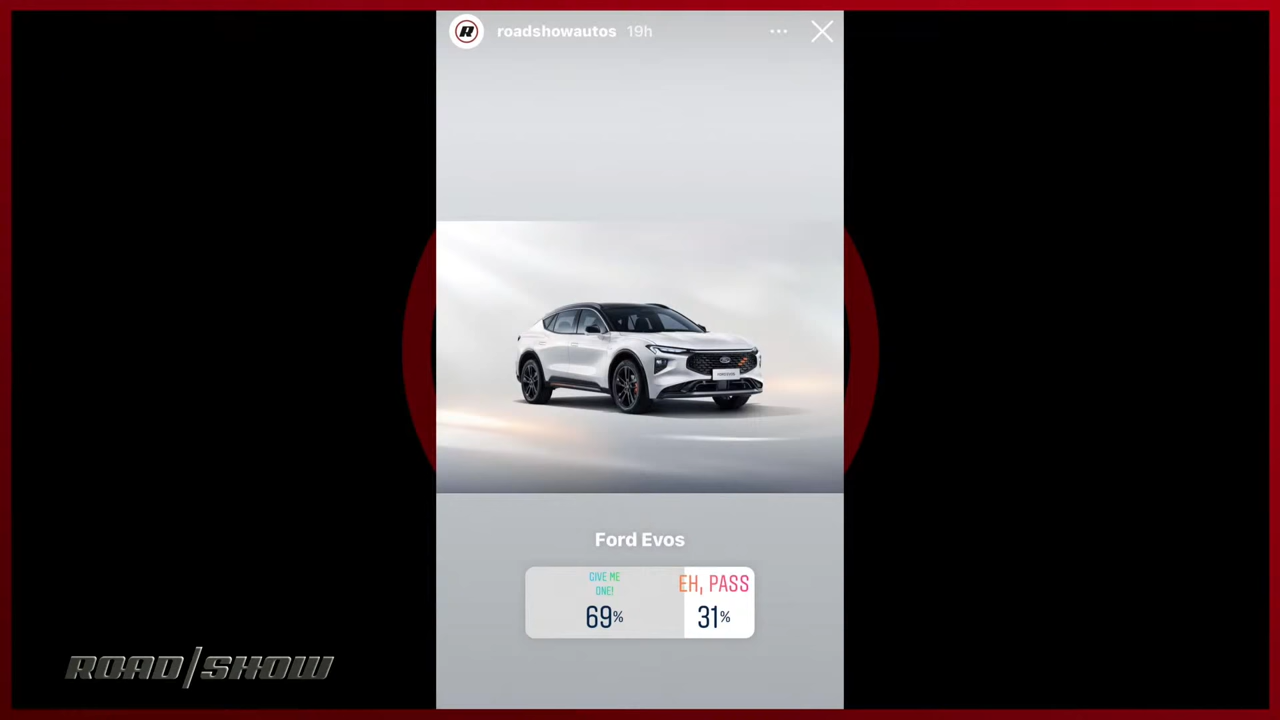 R
roadshowautos 19h
Ford Evos
GIVE ME
ONE!
69%
EH, PASS
31%
ROAD/SHOW